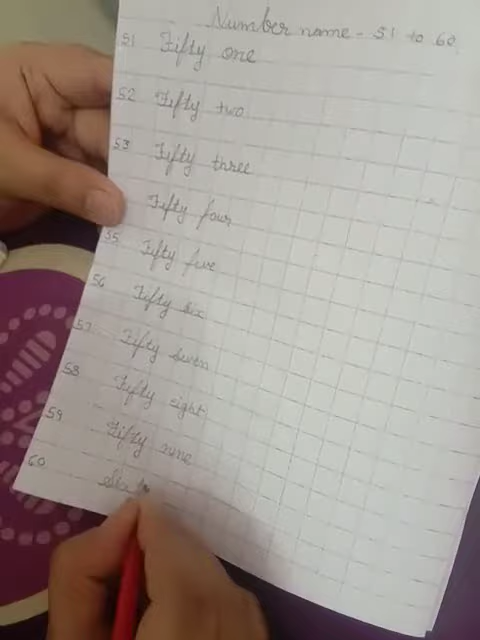 Number name - 51 to 60
51 Fifty one
52 Fifty two
53 Fifty three
Fifty four
55 Fifty five
56 Fifty six
57 Fifty seven
58 Fifty eight
59 Fifty nine
60 Six